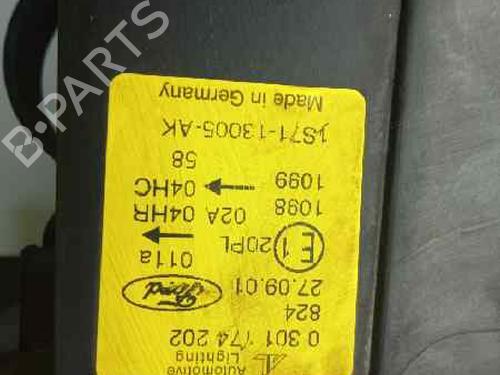 Automotive
Lighting
0 301 174 202
824
27.09.01
Ford
011a
E1
20PL
1098 02A 04HR
1099 04HC
58
1S71-13005-AK
Made in Germany
B-PARTS